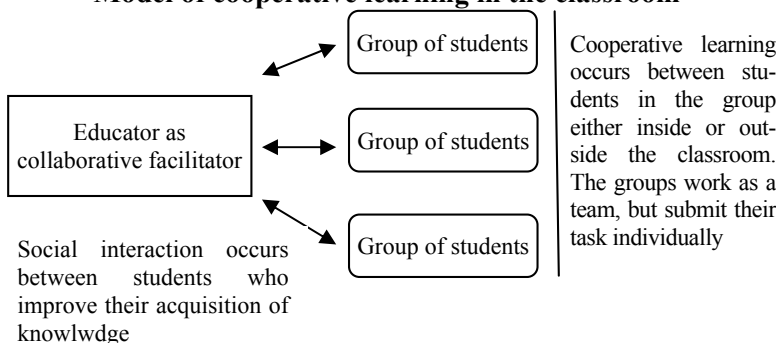 Model of cooperative learning in the classroom
Group of students
Educator as
collaborative facilitator
Group of students
Group of students
Social interaction occurs
between students who
improve their acquisition of
knowlwdge
Cooperative learning
occurs between stu-
dents in the group
either inside or out-
side the classroom.
The groups work as a
team, but submit their
task individually